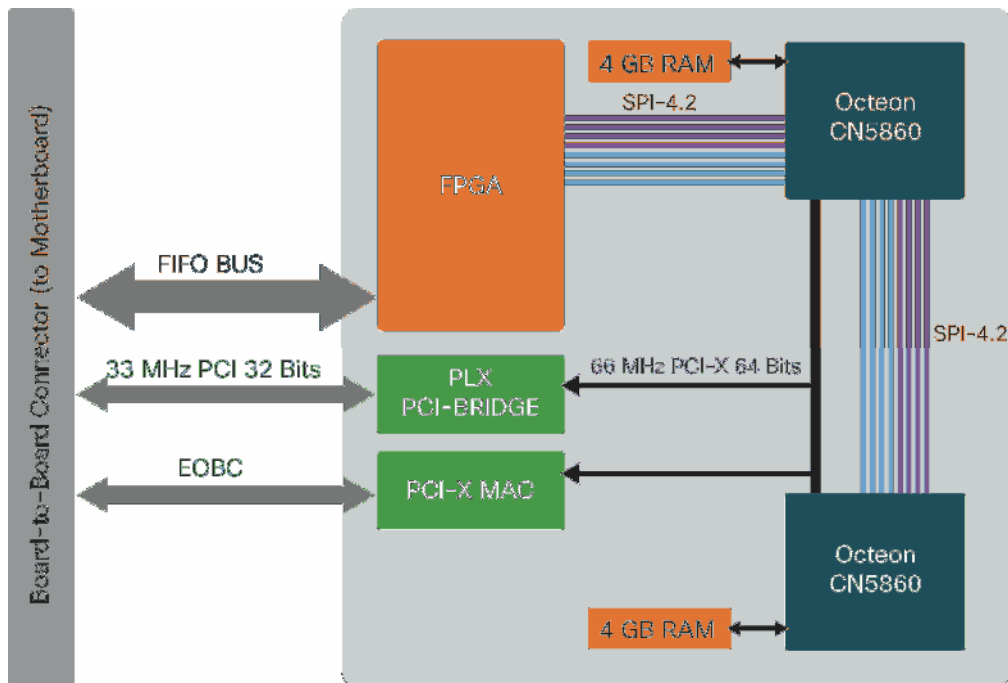 Board-to-Board Connector (to Motherboard)
4 GB RAM
SPI-4.2
Octeon
CN5860
FPGA
FIFO BUS
SPI-4.2
33 MHz PCI 32 Bits
PLX
PCI-BRIDGE
66 MHz PCI-X 64 Bits
EOBC
PCI-X MAC
Octeon
CN5860
4 GB RAM